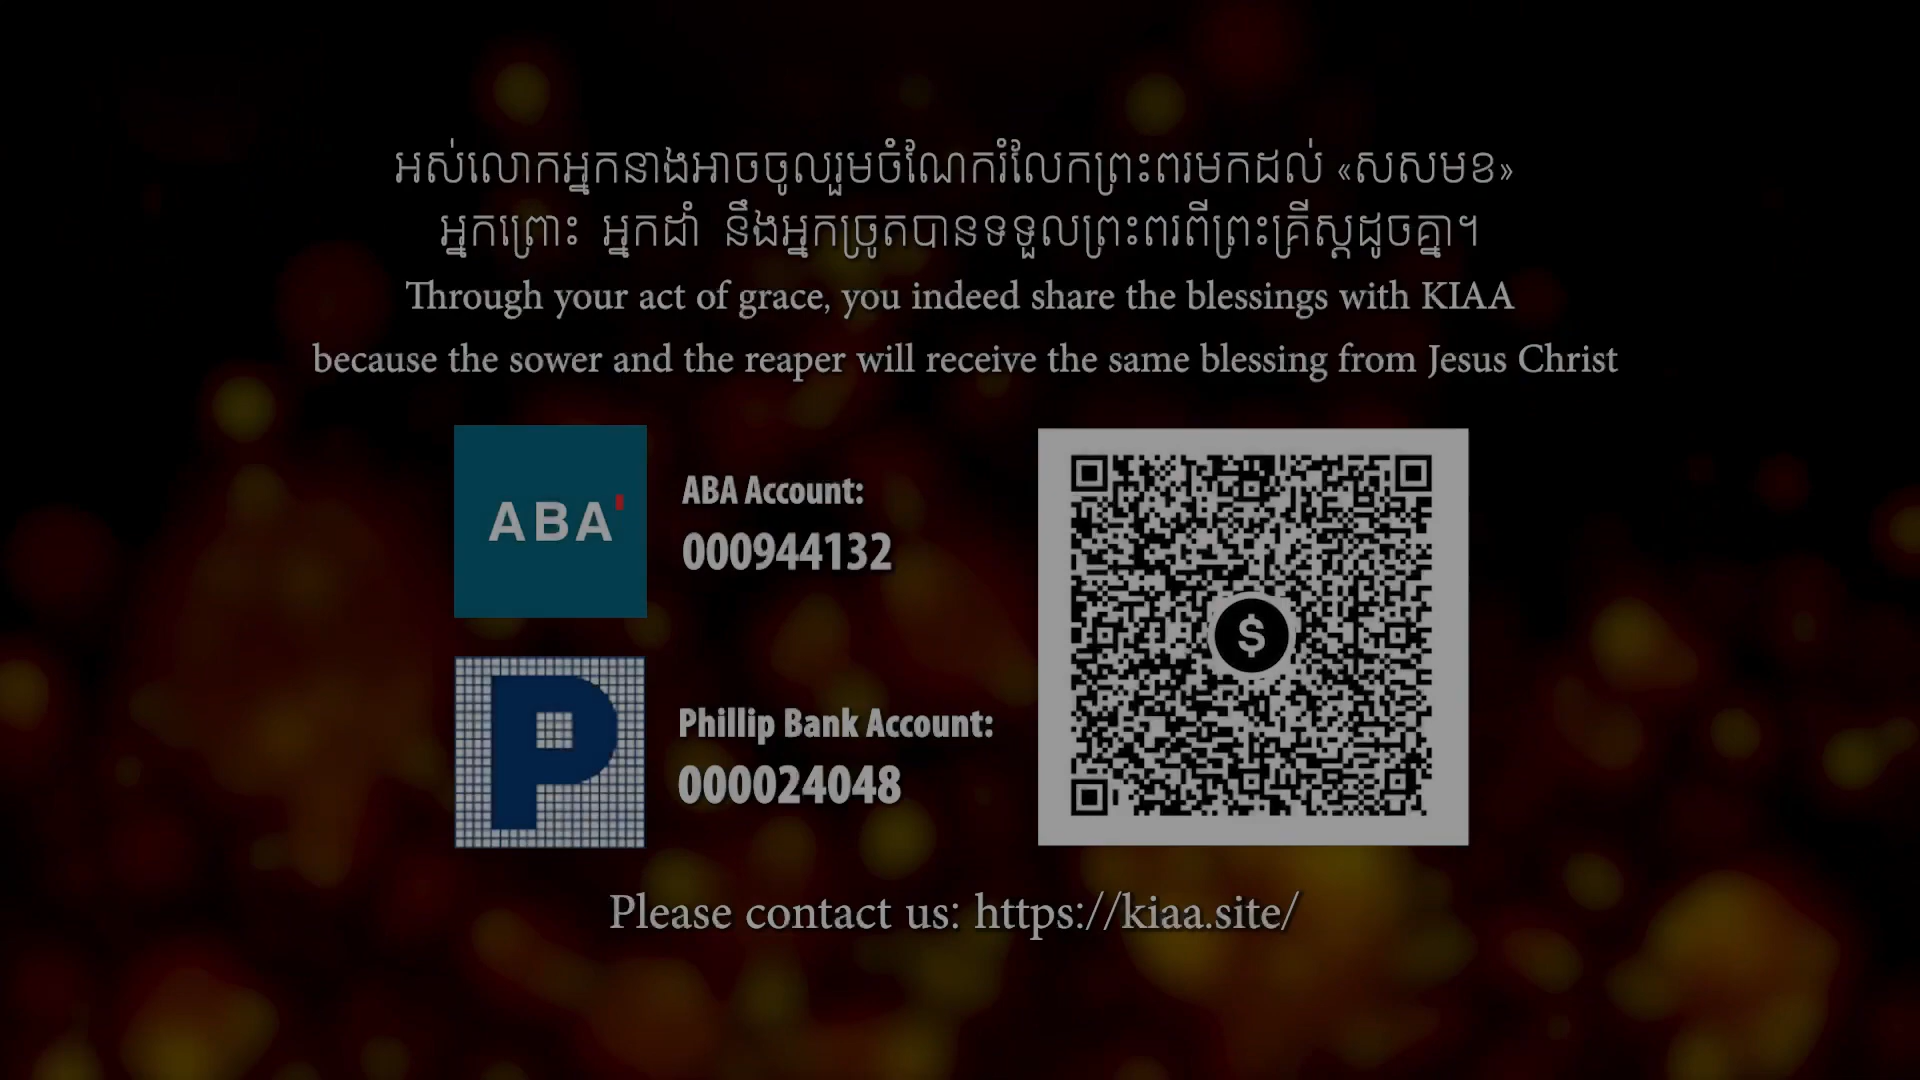 អស់លោកអ្នកនាងអាចចូលរួមចំណែករំលែកព្រះពរមកដល់ «សសមខ»
អ្នកព្រោះ អ្នកដាំ នឹងអ្នកច្រូតបានទទួលព្រះពរពីព្រះគ្រីស្តដូចគ្នា។
Through your act of grace, you indeed share the blessings with KIAA
because the sower and the reaper will receive the same blessing from Jesus Christ
ABA'
ABA Account:
000944132
P
Phillip Bank Account:
000024048
$
Please contact us: https://kiaa.site/